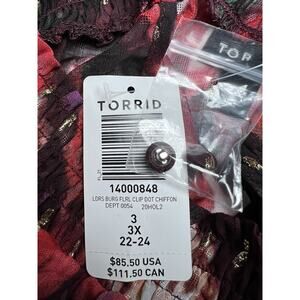 TORRID
TOR
14000848
LDRS BURG FLRL CLIP DOT CHIFFON
DEPT 0054 20HOL2
3
3X
22-24
$85.50 USA
$111.50 CAN